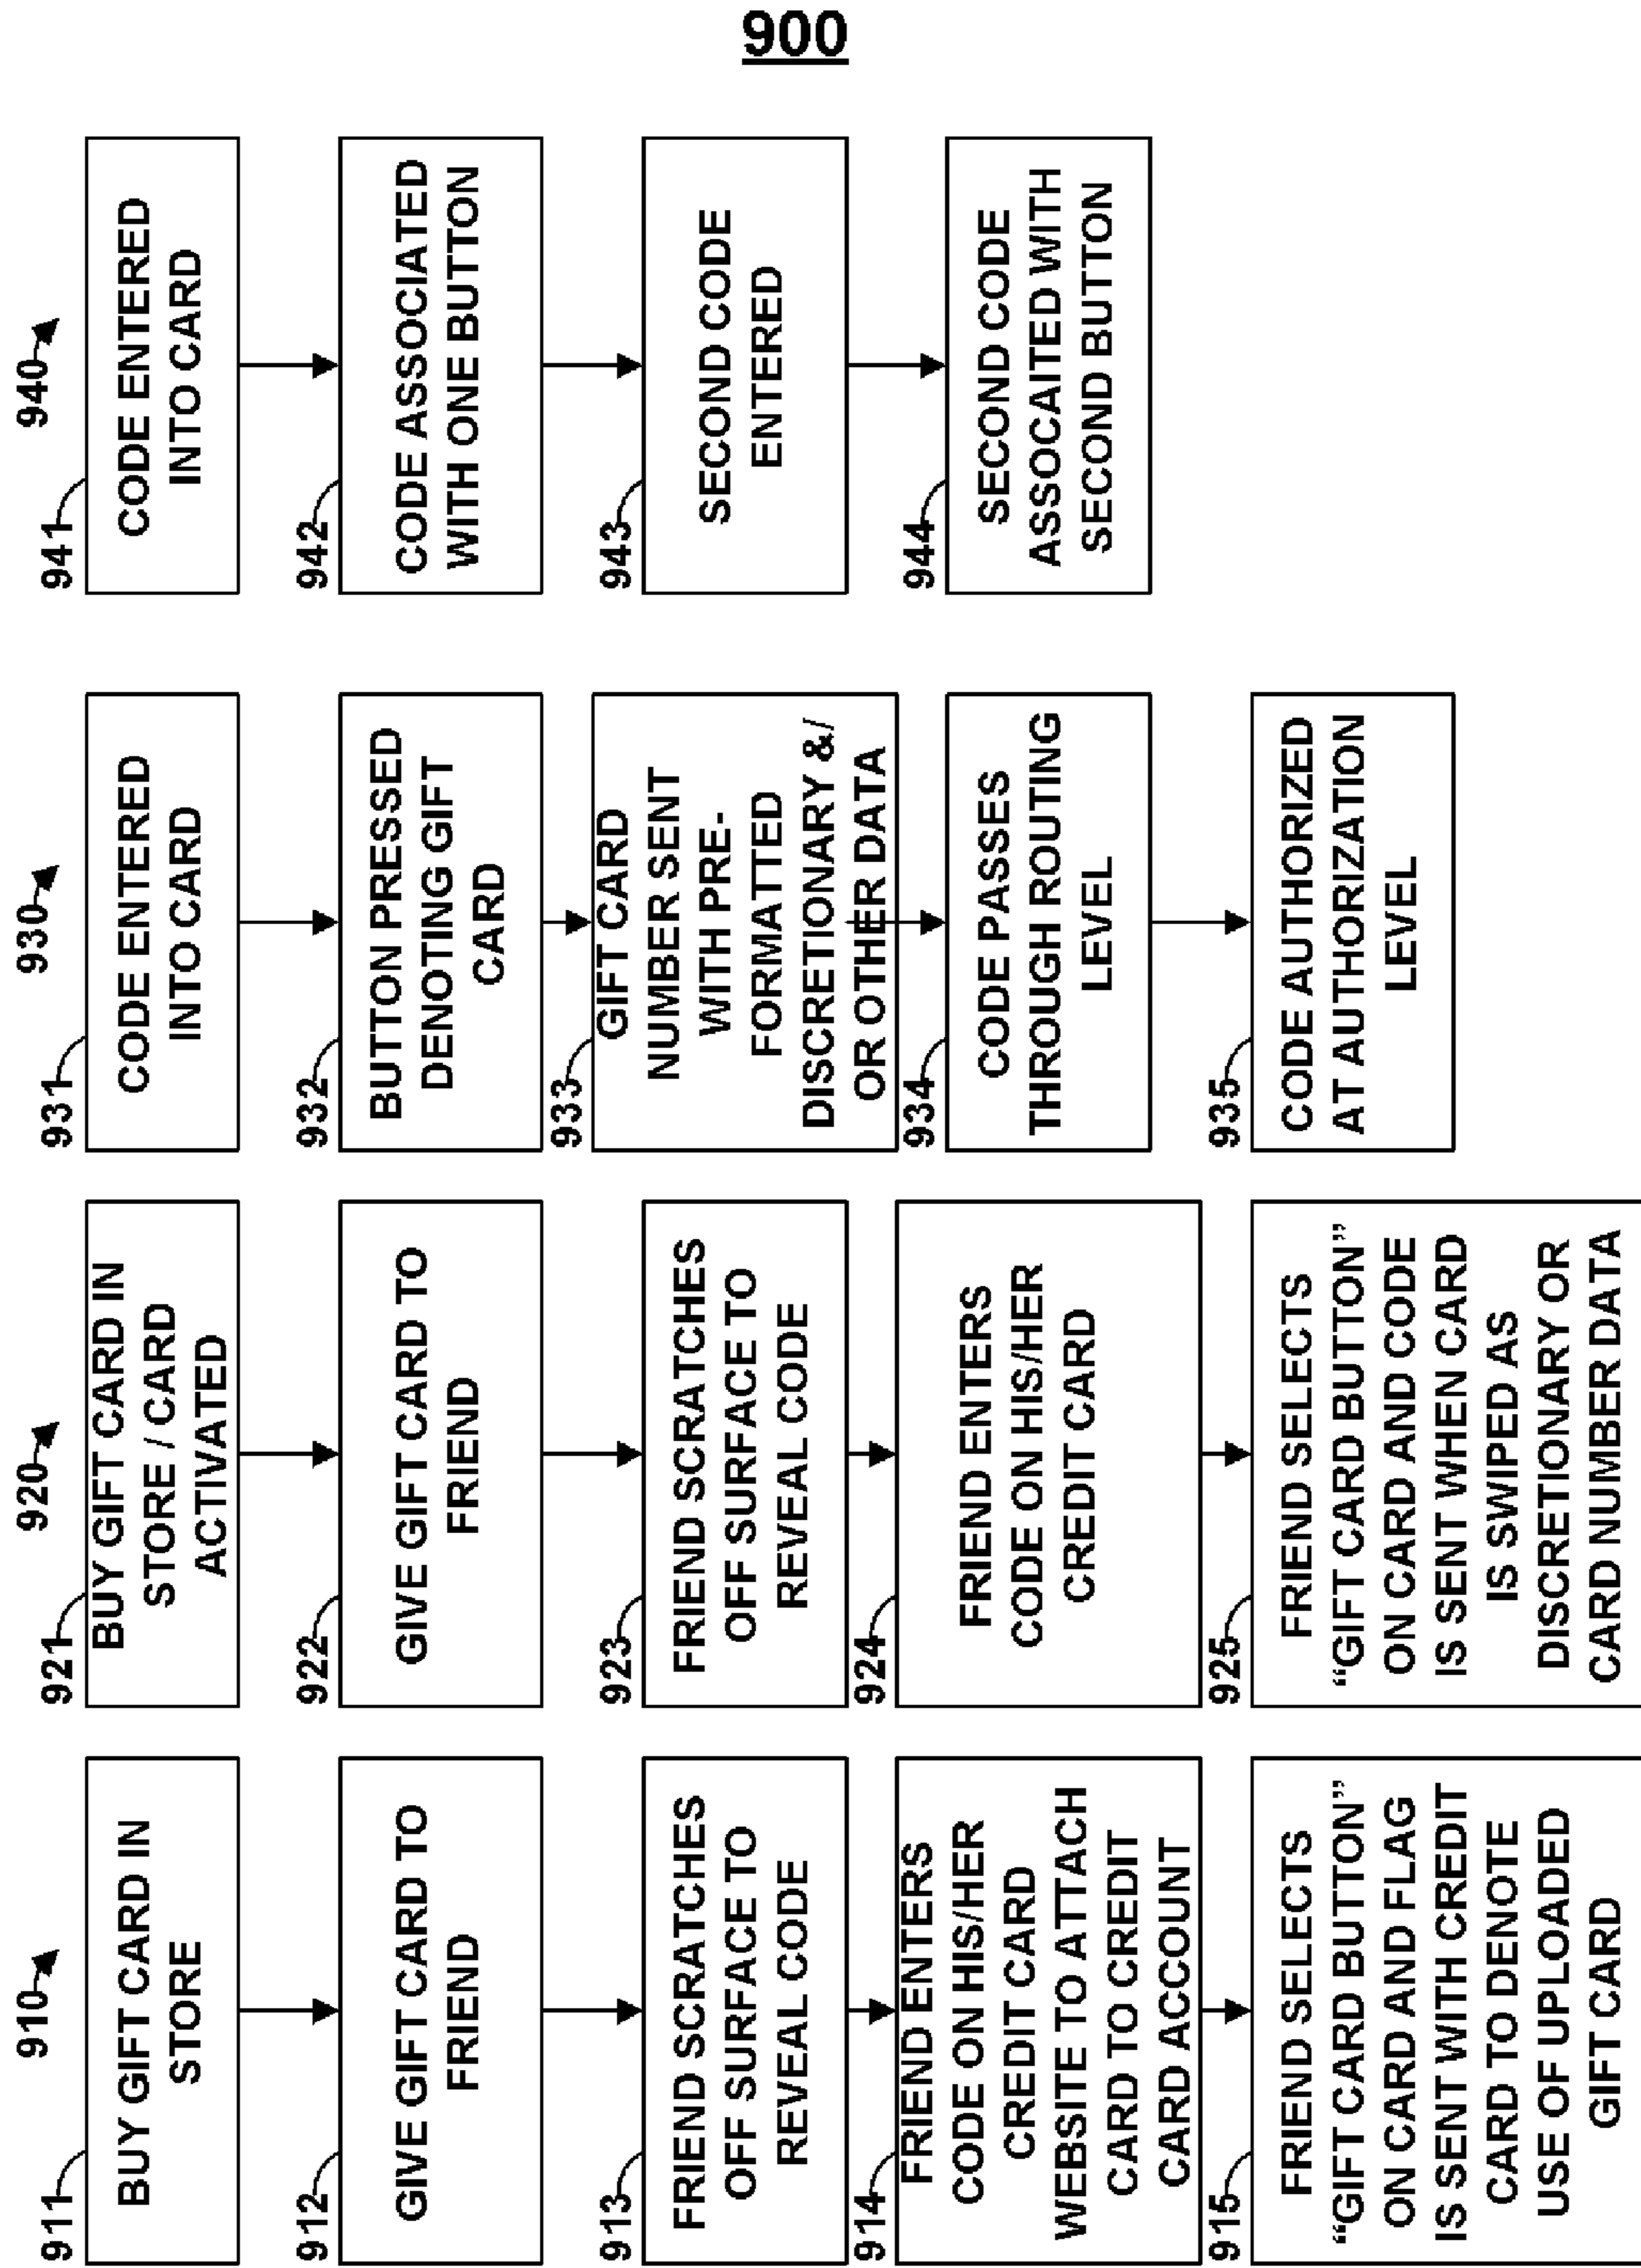 900
910
911
BUY GIFT CARD IN
STORE
912
GIVE GIFT CARD TO
FRIEND
913
FRIEND SCRATCHES
OFF SURFACE TO
REVEAL CODE
914
FRIEND ENTERS
CODE ON HIS/HER
CREDIT CARD
WEBSITE TO ATTACH
CARD TO CREDIT
CARD ACCOUNT
915
FRIEND SELECTS
“GIFT CARD BUTTON”
ON CARD AND FLAG
IS SENT WITH CREDIT
CARD TO DENOTE
USE OF UPLOADED
GIFT CARD
920
921
BUY GIFT CARD IN
STORE / CARD
ACTIVATED
922
GIVE GIFT CARD TO
FRIEND
923
FRIEND SCRATCHES
OFF SURFACE TO
REVEAL CODE
924
FRIEND ENTERS
CODE ON HIS/HER
CREDIT CARD
925
FRIEND SELECTS
“GIFT CARD BUTTON”
ON CARD AND CODE
IS SENT WHEN CARD
IS SWIPED AS
DISCRETIONARY OR
CARD NUMBER DATA
930
931
CODE ENTERED
INTO CARD
932
BUTTON PRESSED
DENOTING GIFT
CARD
933
GIFT CARD
NUMBER SENT
WITH PRE-
FORMATTED
DISCRETIONARY &/
OR OTHER DATA
934
CODE PASSES
THROUGH ROUTING
LEVEL
935
CODE AUTHORIZED
AT AUTHORIZATION
LEVEL
940
941
CODE ENTERED
INTO CARD
942
CODE ASSOCIATED
WITH ONE BUTTON
943
SECOND CODE
ENTERED
944
SECOND CODE
ASSOCAITED WITH
SECOND BUTTON